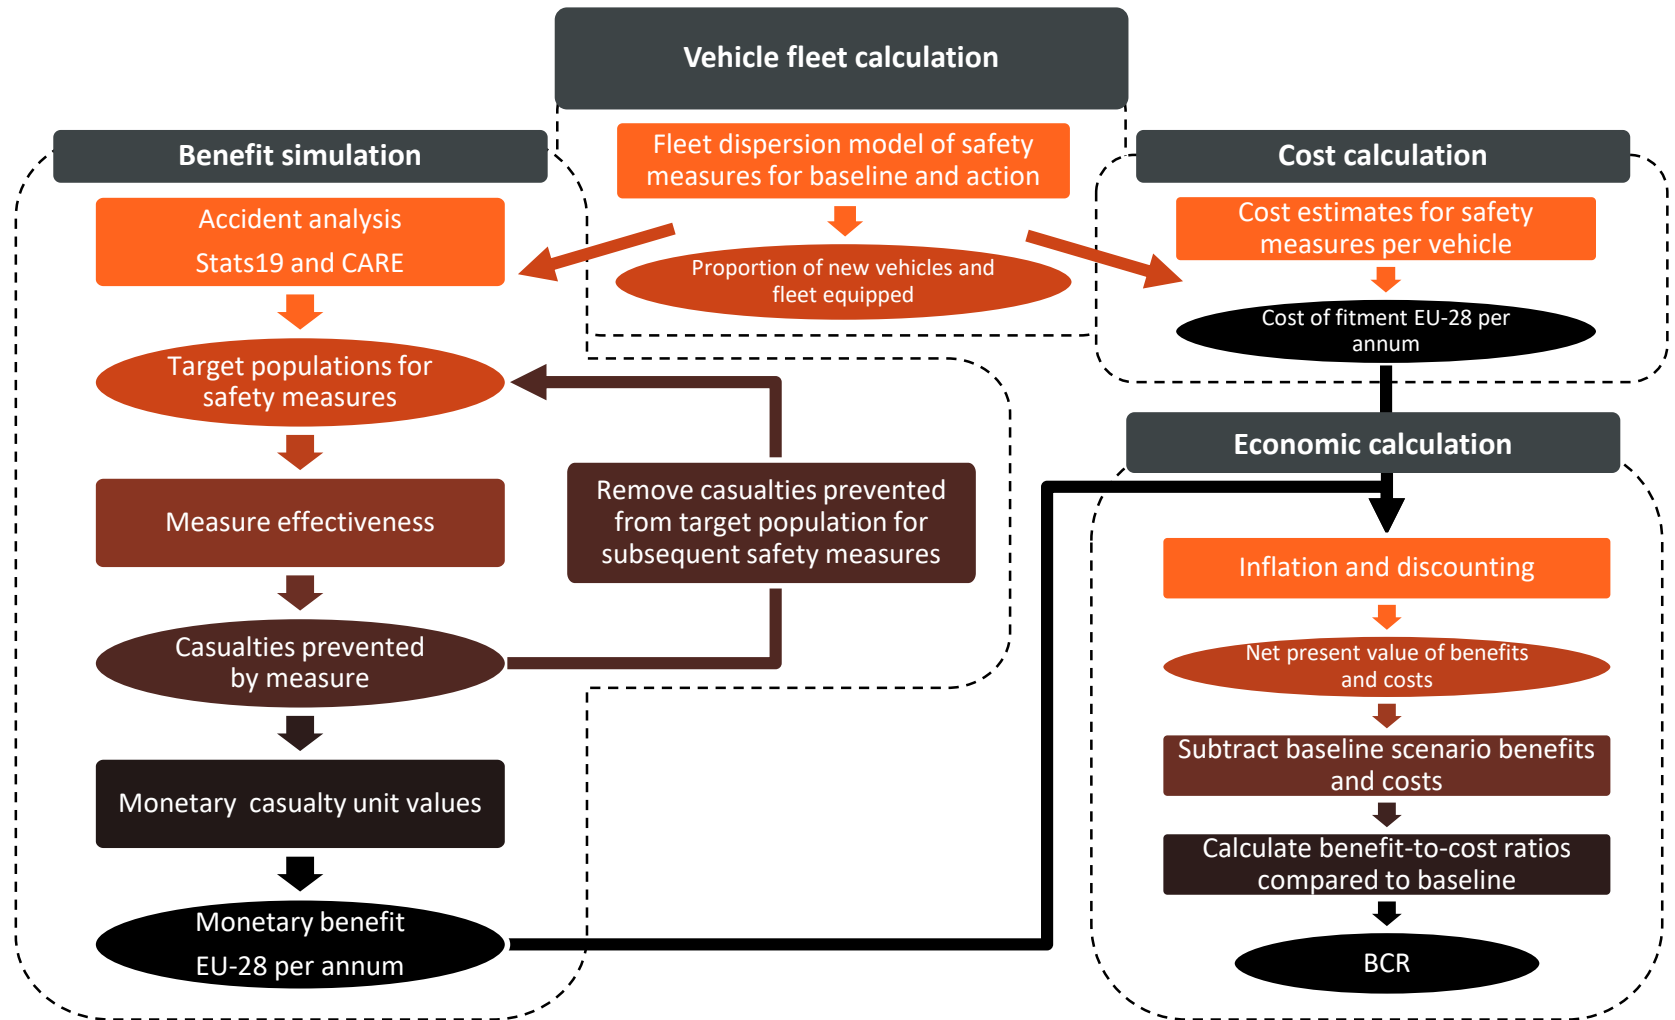 Vehicle fleet calculation
Fleet dispersion model of safety
measures for baseline and action
Proportion of new vehicles and
fleet equipped
Benefit simulation
Accident analysis
Stats19 and CARE
Target populations for
safety measures
Measure effectiveness
Casualties prevented
by measure
Remove casualties prevented
from target population for
subsequent safety measures
Monetary casualty unit values
Monetary benefit
EU-28 per annum
Cost calculation
Cost estimates for safety
measures per vehicle
Cost of fitment EU-28 per
annum
Economic calculation
Inflation and discounting
Net present value of benefits
and costs
Subtract baseline scenario benefits
and costs
Calculate benefit-to-cost ratios
compared to baseline
BCR